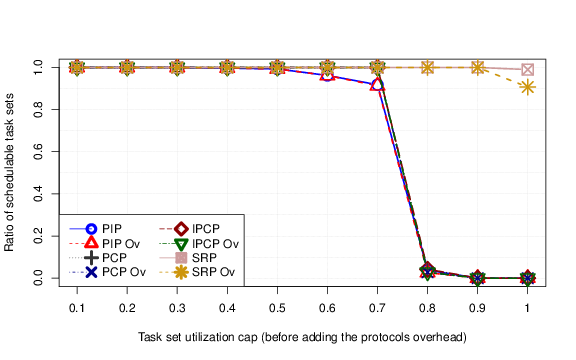 Ratio of schedulable task sets
1.0
0.8
0.6
0.4
0.2
0.0
PIP
PIP Ov
PCP
PCP Ov
IPCP
IPCP Ov
SRP
SRP Ov
0.1 0.2 0.3 0.4 0.5 0.6 0.7 0.8 0.9 1
Task set utilization cap (before adding the protocols overhead)